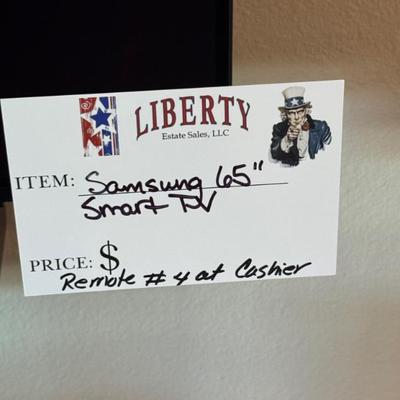 LIBERTY
Estate Sales, LLC
ITEM: Samsung 65"
Smart TV
PRICE: $
Remote # 4 at Cashier